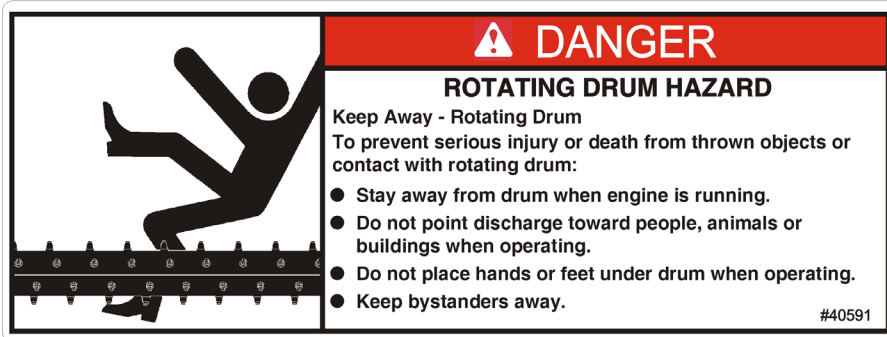 DANGER
ROTATING DRUM HAZARD
Keep Away - Rotating Drum
To prevent serious injury or death from thrown objects or
contact with rotating drum:
● Stay away from drum when engine is running.
● Do not point discharge toward people, animals or
buildings when operating.
● Do not place hands or feet under drum when operating.
● Keep bystanders away.
#40591